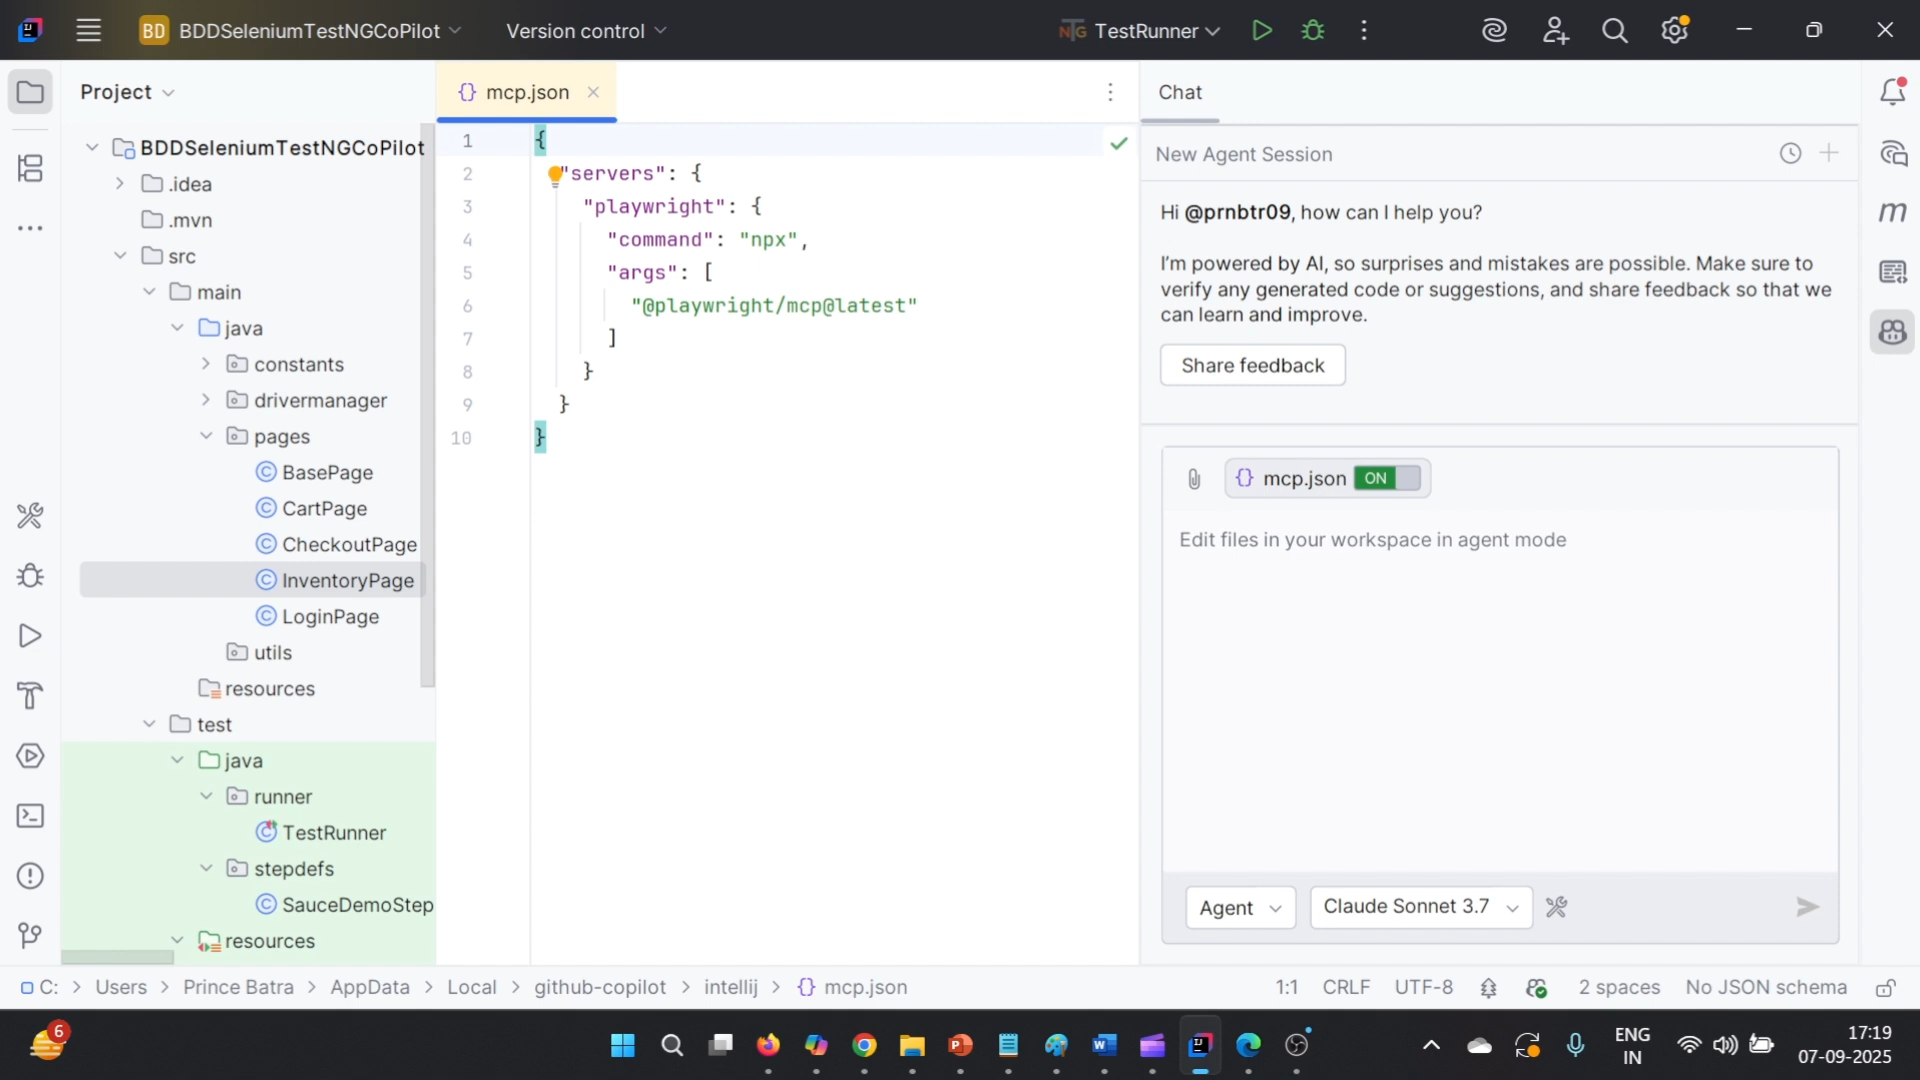 BD BDDSeleniumTestNGCoPilot Version control TestRunner
Project
BDDSeleniumTestNGCoPilot
.idea
.mvn
src
main
java
constants
drivermanager
pages
BasePage
CartPage
CheckoutPage
InventoryPage
LoginPage
utils
resources
test
java
runner
TestRunner
stepdefs
SauceDemoStep
resources
mcp.json
1 {
2 "servers": {
3 "playwright": {
4 "command": "npx",
5 "args": [
6 "@playwright/mcp@latest"
7 ]
8 }
9 }
10 }
Chat
New Agent Session
Hi @prnbtr09, how can I help you?
I'm powered by AI, so surprises and mistakes are possible. Make sure to
verify any generated code or suggestions, and share feedback so that we
can learn and improve.
Share feedback
mcp.json ON
Edit files in your workspace in agent mode
Agent Claude Sonnet 3.7
C: > Users > Prince Batra > AppData > Local > github-copilot > intellij > mcp.json
1:1 CRLF UTF-8 2 spaces No JSON schema
6
ENG
IN
17:19
07-09-2025